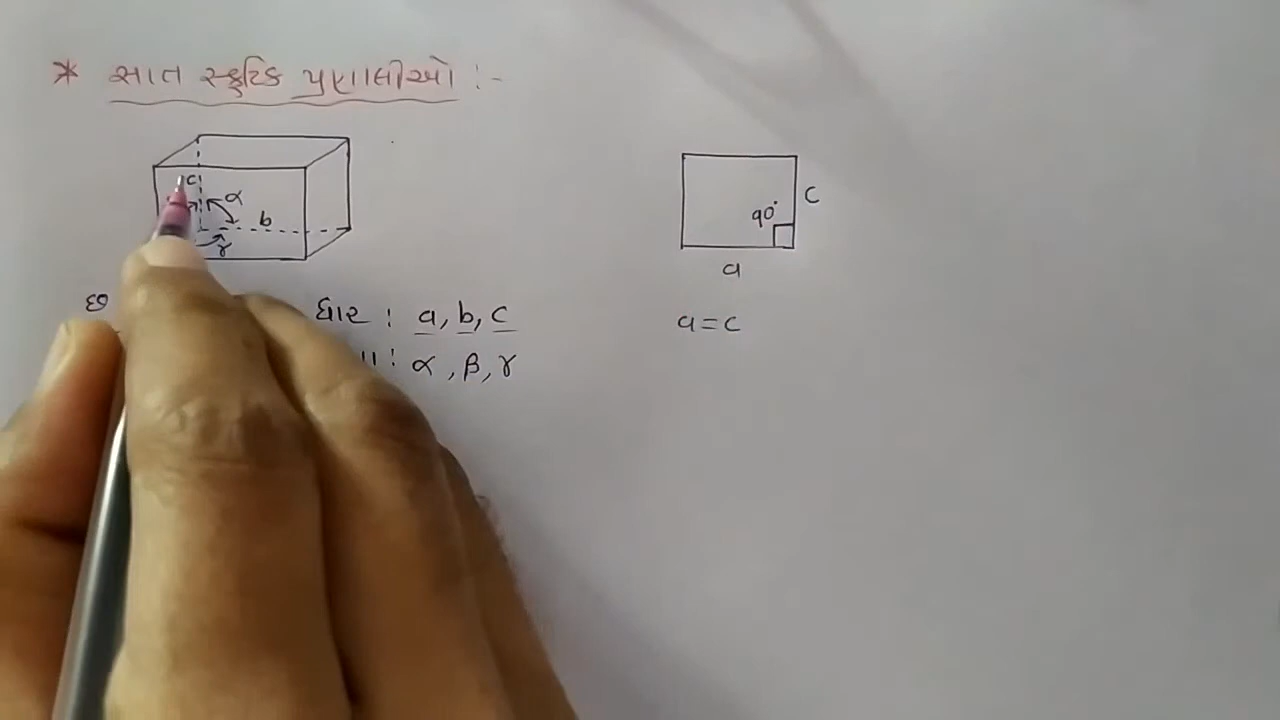 * સાત સ્ફટિક પ્રણાલીઓ :-
c
α
b
γ
90°
c
a
છ
ધાર : a, b, c
: α, β, γ
a = c